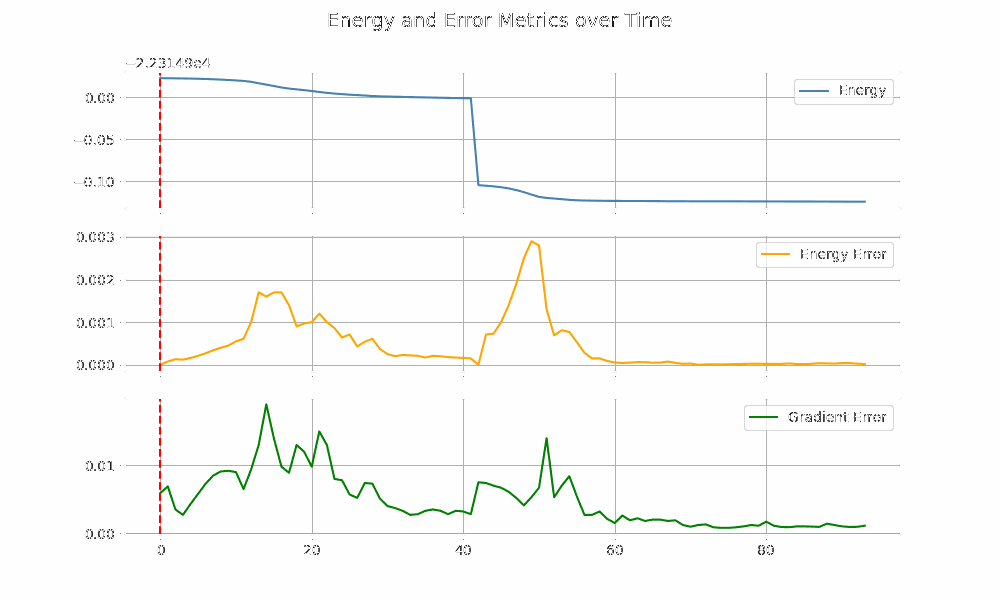 Energy and Error Metrics over Time
−2.23149e4
0.00
−0.05
−0.10
Energy
0.003
0.002
0.001
0.000
Energy Error
0.01
0.00
Gradient Error
0 20 40 60 80